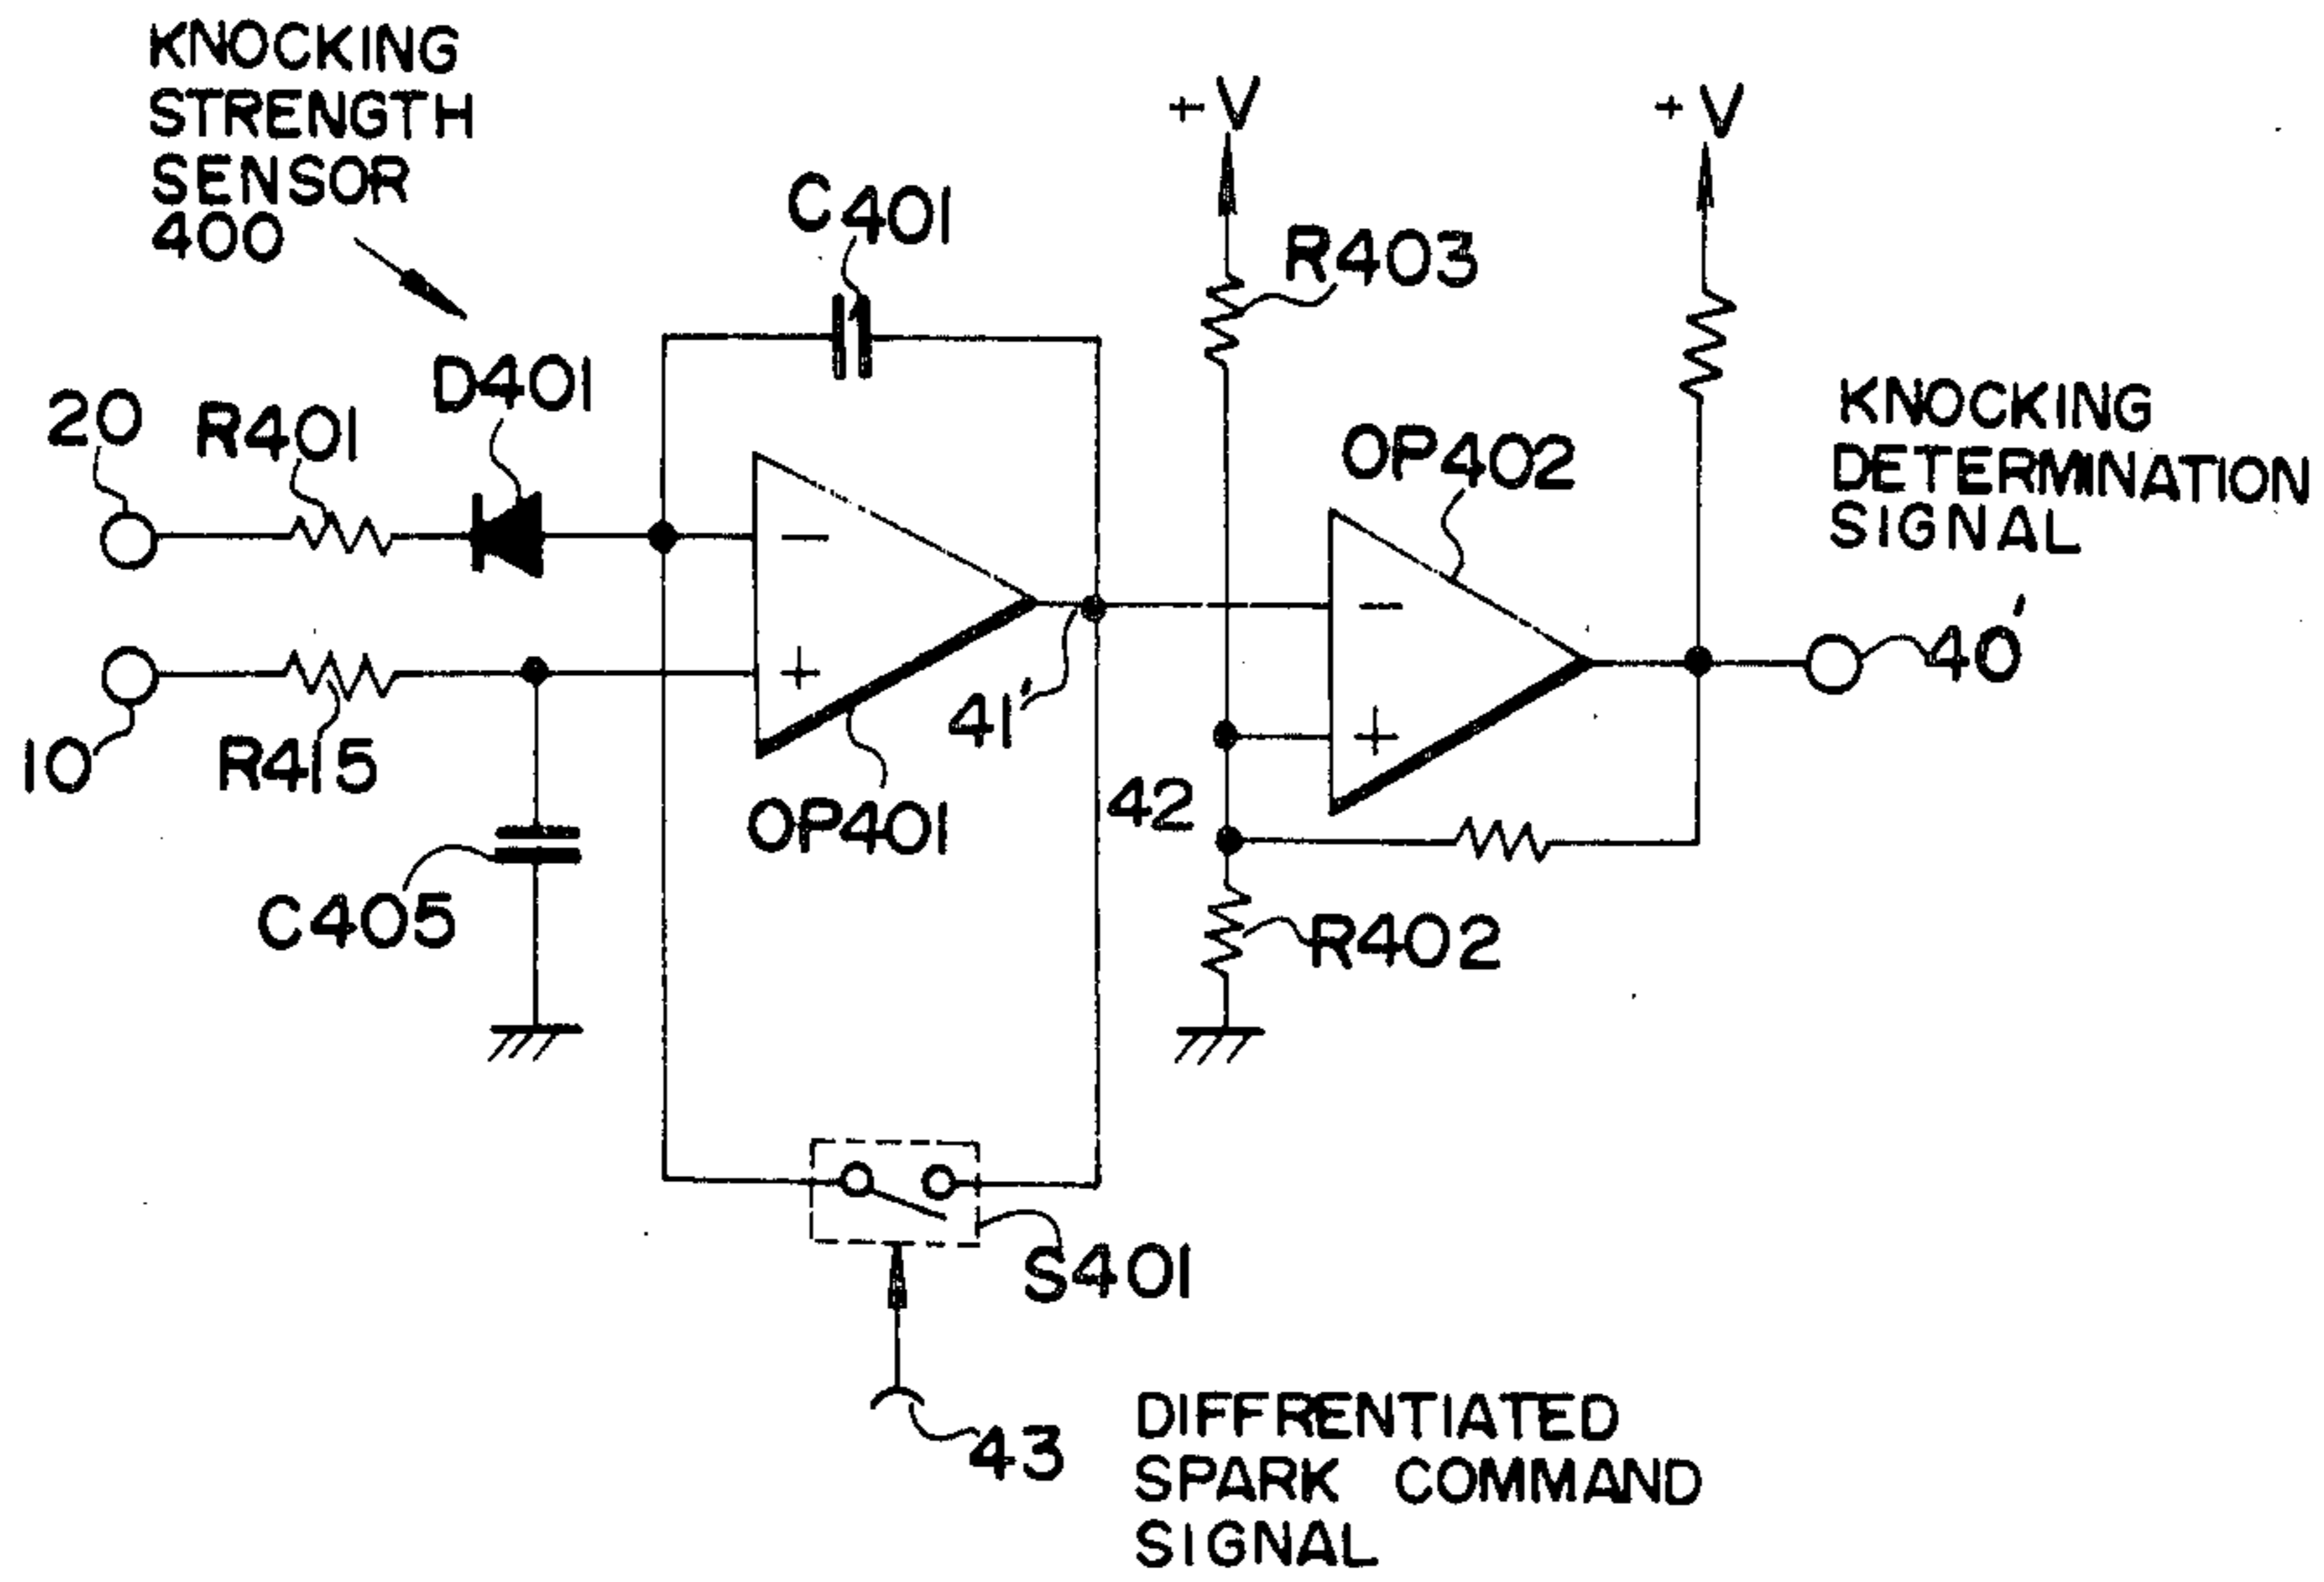 KNOCKING
STRENGTH
SENSOR
400
C401
+V
+V
R403
D401
20
R401
OP402
KNOCKING
DETERMINATION
SIGNAL
−
+
−
+
41'
40'
10
R415
OP401
42
C405
R402
S401
43
DIFFRENTIATED
SPARK COMMAND
SIGNAL